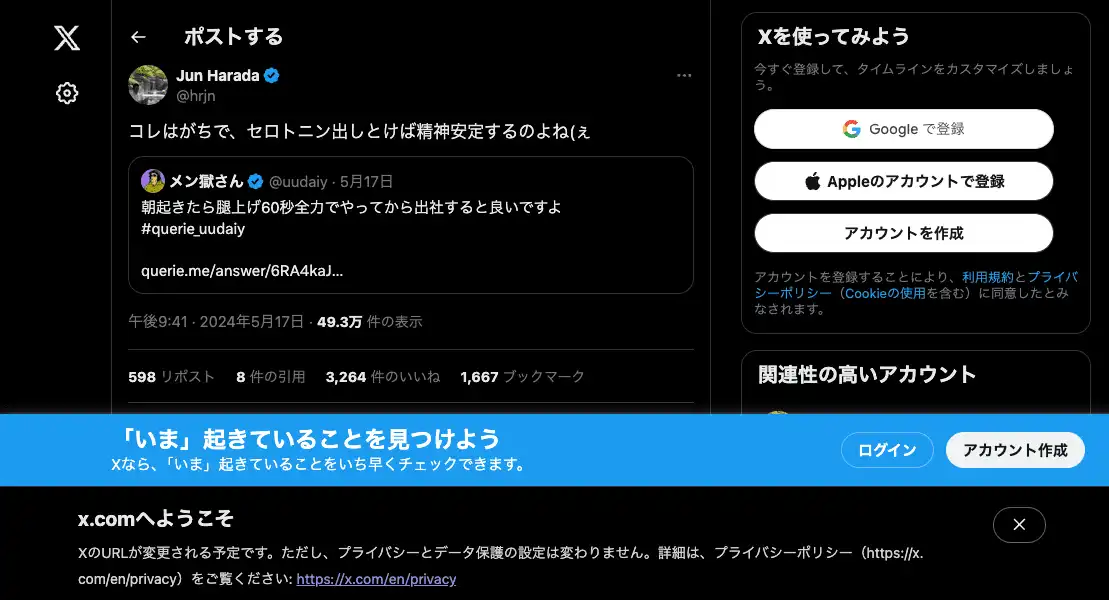 ポストする
Jun Harada
@hrjn
コレはがちで、セロトニン出しとけば精神安定するのよね(ぇ
メン獄さん @uudaiy · 5月17日
朝起きたら腿上げ60秒全力でやってから出社すると良いですよ
#querie_uudaiy
querie.me/answer/6RA4kaJ…
午後9:41 · 2024年5月17日 · 49.3万 件の表示
598 リポスト 8 件の引用 3,264 件のいいね 1,667 ブックマーク
Xを使ってみよう
今すぐ登録して、タイムラインをカスタマイズしましょ
う。
Google で登録
Appleのアカウントで登録
アカウントを作成
アカウントを登録することにより、利用規約とプライバ
シーポリシー（Cookieの使用を含む）に同意したとみ
なされます。
関連性の高いアカウント
「いま」起きていることを見つけよう
Xなら、「いま」起きていることをいち早くチェックできます。
ログイン
アカウント作成
x.comへようこそ
XのURLが変更される予定です。ただし、プライバシーとデータ保護の設定は変わりません。詳細は、プライバシーポリシー（https://x.
com/en/privacy）をご覧ください: https://x.com/en/privacy